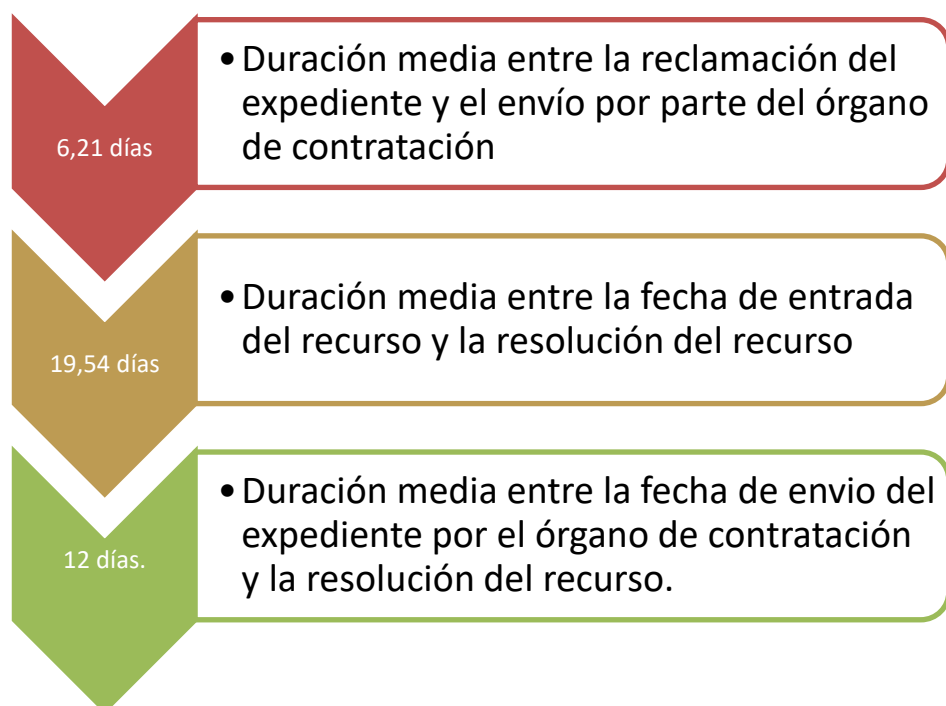 6,21 días
• Duración media entre la reclamación del
expediente y el envío por parte del órgano
de contratación
19,54 días
• Duración media entre la fecha de entrada
del recurso y la resolución del recurso
12 días.
• Duración media entre la fecha de envio del
expediente por el órgano de contratación
y la resolución del recurso.